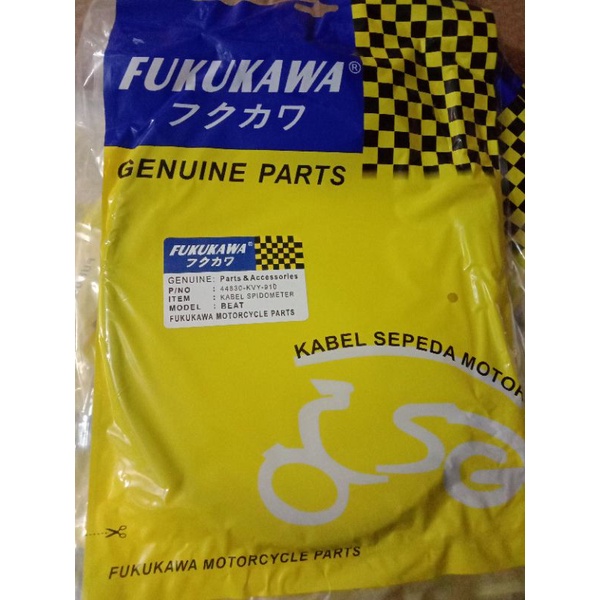 FUKUKAWA®
フクカワ
GENUINE PARTS
FUKUKAWA®
フクカワ
GENUINE: Parts & Accessories
P/NO : 44830-KVY-910
ITEM : KABEL SPIDOMETER
MODEL : BEAT
FUKUKAWA MOTORCYCLE PARTS
KABEL SEPEDA MOTOR
FUKUKAWA MOTORCYCLE PARTS